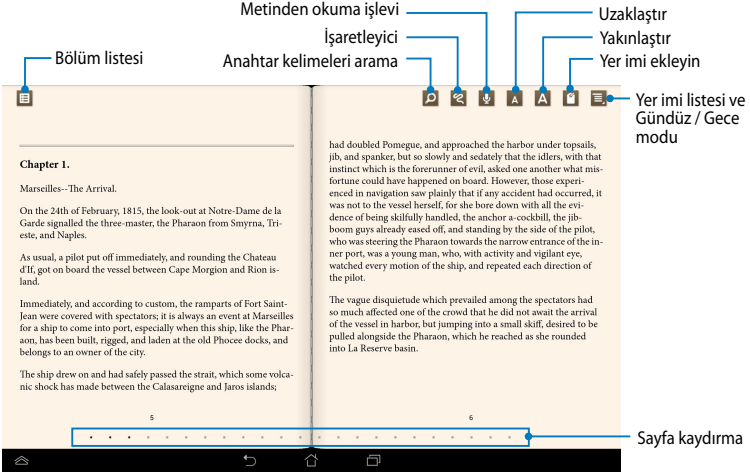 Metinden okuma işlevi
İşaretleyici
Anahtar kelimeleri arama
Bölüm listesi
Uzaklaştır
Yakınlaştır
Yer imi ekleyin
Yer imi listesi ve
Gündüz / Gece
modu
A
A
Chapter 1.
Marseilles--The Arrival.
On the 24th of February, 1815, the look-out at Notre-Dame de la
Garde signalled the three-master, the Pharaon from Smyrna, Tri-
este, and Naples.
As usual, a pilot put off immediately, and rounding the Chateau
d'If, got on board the vessel between Cape Morgion and Rion is-
land.
Immediately, and according to custom, the ramparts of Fort Saint-
Jean were covered with spectators; it is always an event at Marseilles
for a ship to come into port, especially when this ship, like the Phar-
aon, has been built, rigged, and laden at the old Phocee docks, and
belongs to an owner of the city.
The ship drew on and had safely passed the strait, which some volca-
nic shock has made between the Calasareigne and Jaros islands;
5
had doubled Pomegue, and approached the harbor under topsails,
jib, and spanker, but so slowly and sedately that the idlers, with that
instinct which is the forerunner of evil, asked one another what mis-
fortune could have happened on board. However, those experi-
enced in navigation saw plainly that if any accident had occurred, it
was not to the vessel herself, for she bore down with all the evi-
dence of being skilfully handled, the anchor a-cockbill, the jib-
boom guys already eased off, and standing by the side of the pilot,
who was steering the Pharaon towards the narrow entrance of the in-
ner port, was a young man, who, with activity and vigilant eye,
watched every motion of the ship, and repeated each direction of
the pilot.
The vague disquietude which prevailed among the spectators had
so much affected one of the crowd that he did not await the arrival
of the vessel in harbor, but jumping into a small skiff, desired to be
pulled alongside the Pharaon, which he reached as she rounded
into La Reserve basin.
6
Sayfa kaydırma